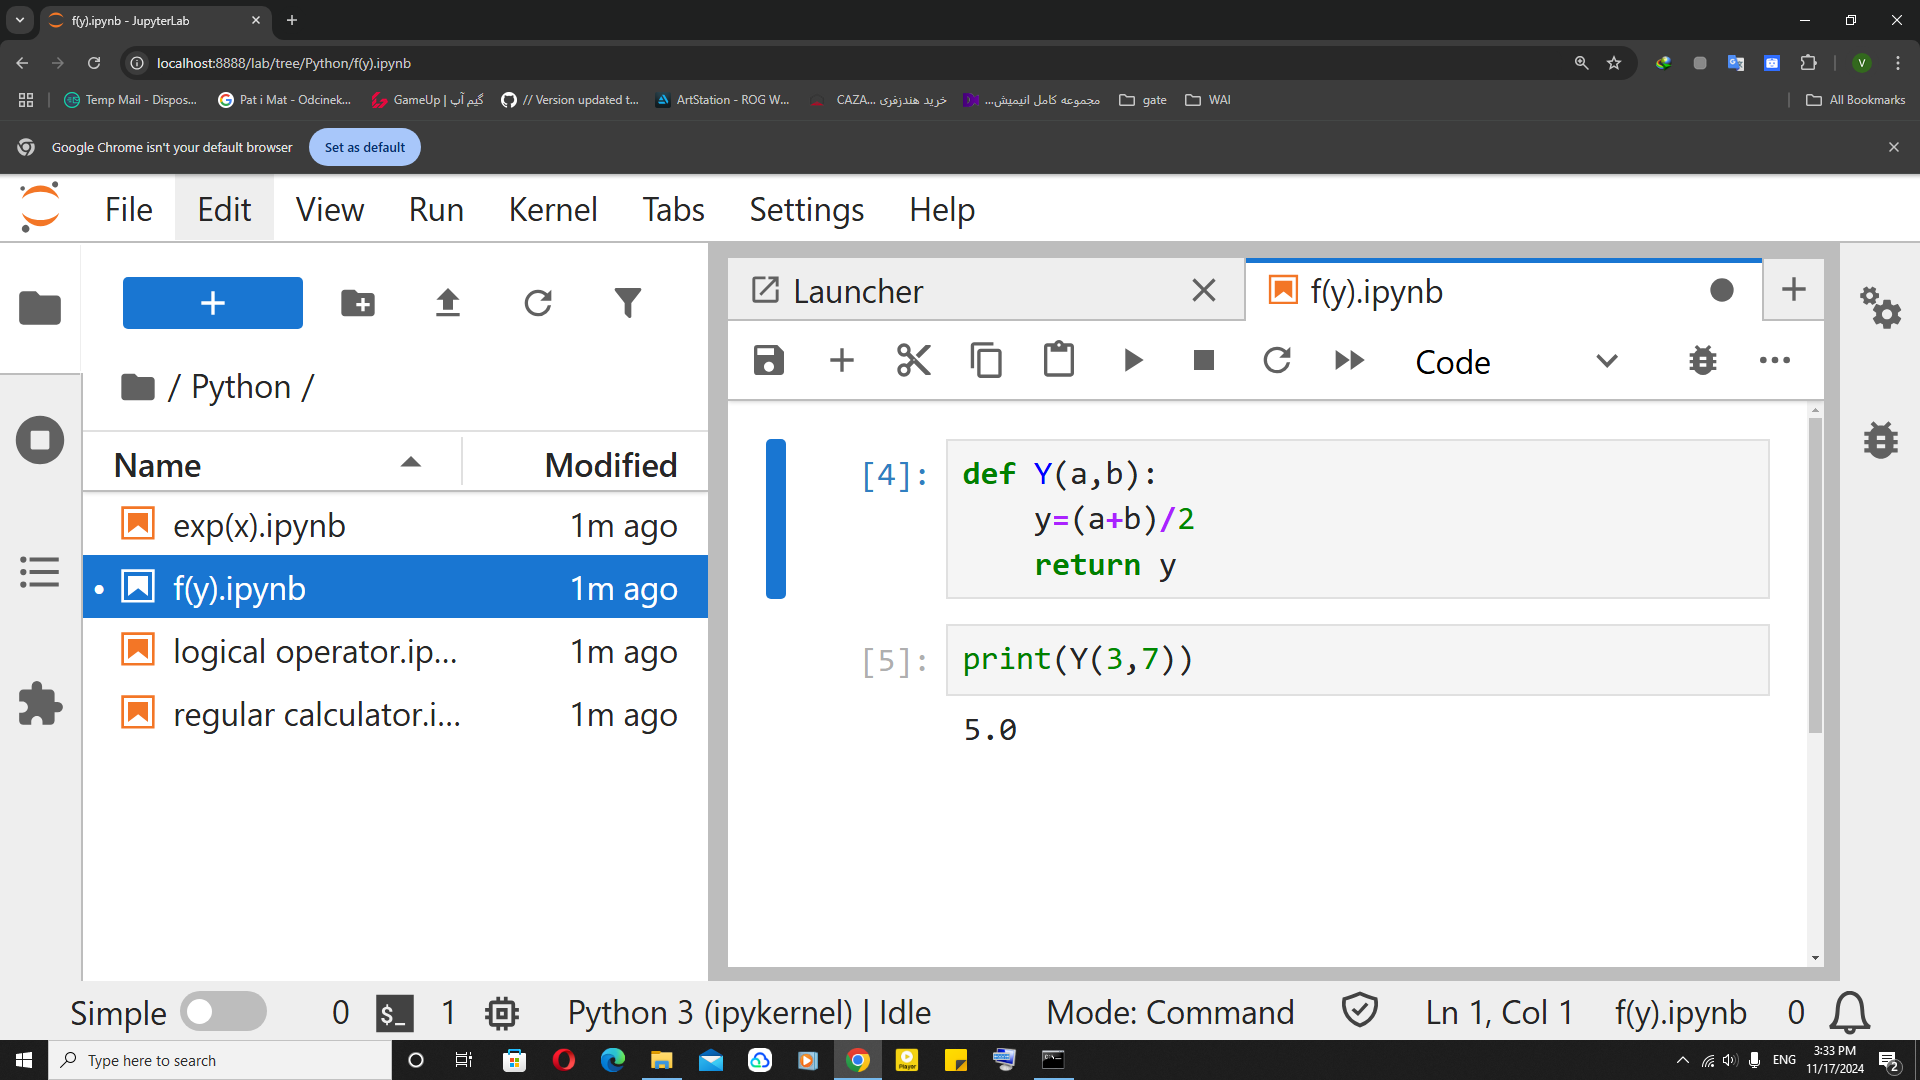 f(y).ipynb - JupyterLab
localhost:8888/lab/tree/Python/f(y).ipynb
Temp Mail - Dispos...
Pat i Mat - Odcinek...
GameUp | گیم آپ
// Version updated t...
ArtStation - ROG W...
خرید هندزفری CAZA...
مجموعه کامل انیمیش...
gate
WAI
All Bookmarks
Google Chrome isn't your default browser
Set as default
File Edit View Run Kernel Tabs Settings Help
Launcher
f(y).ipynb
Code
/ Python /
Name Modified
exp(x).ipynb 1m ago
f(y).ipynb 1m ago
logical operator.ip... 1m ago
regular calculator.i... 1m ago
[4]: def Y(a,b):
y=(a+b)/2
return y
[5]: print(Y(3,7))
5.0
Simple 0 $_ 1 Python 3 (ipykernel) | Idle Mode: Command Ln 1, Col 1 f(y).ipynb 0
Type here to search
ENG
3:33 PM
11/17/2024
2